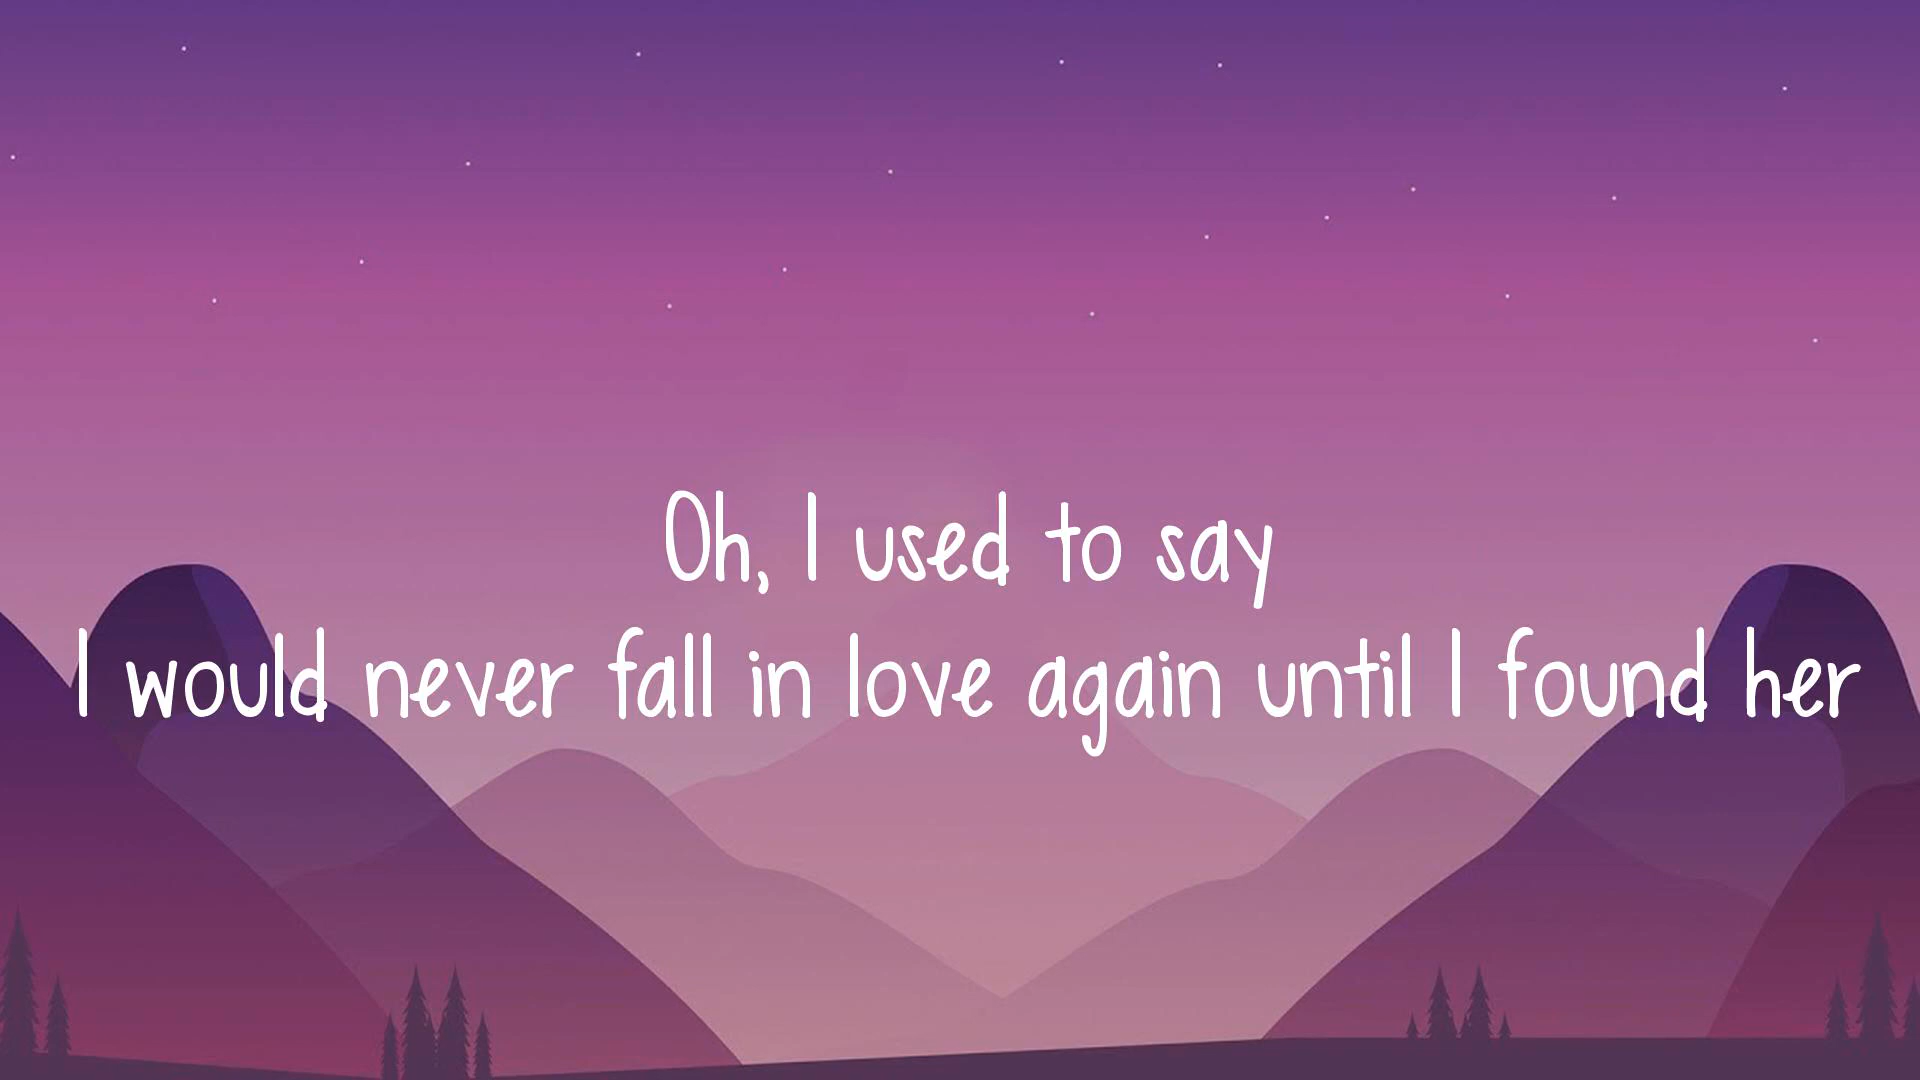 Oh, I used to say
I would never fall in love again until I found her